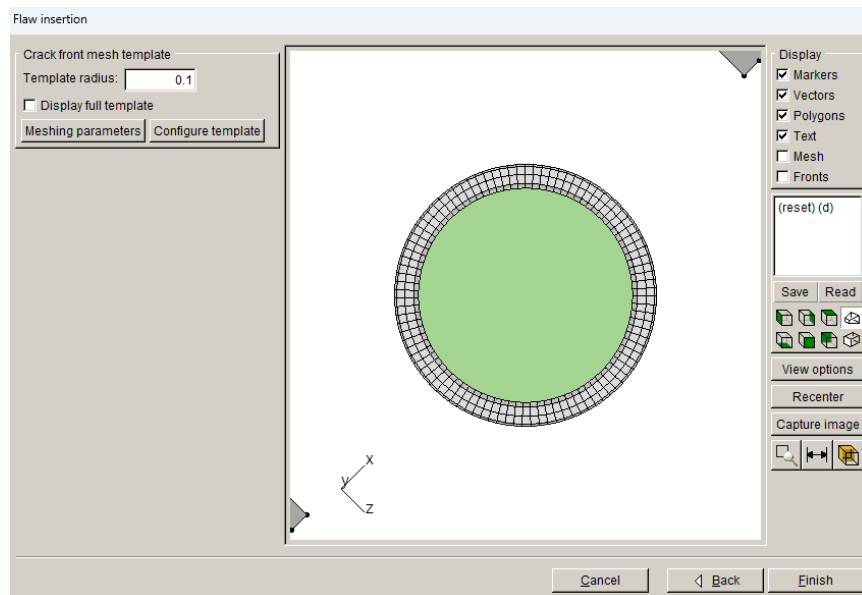 Flaw insertion
Crack front mesh template
Template radius: 0.1
Display full template
Meshing parameters Configure template
Display
Markers
Vectors
Polygons
Text
Mesh
Fronts
(reset) (d)
Save Read
View options
Recenter
Capture image
X
y
Z
Cancel Back Finish